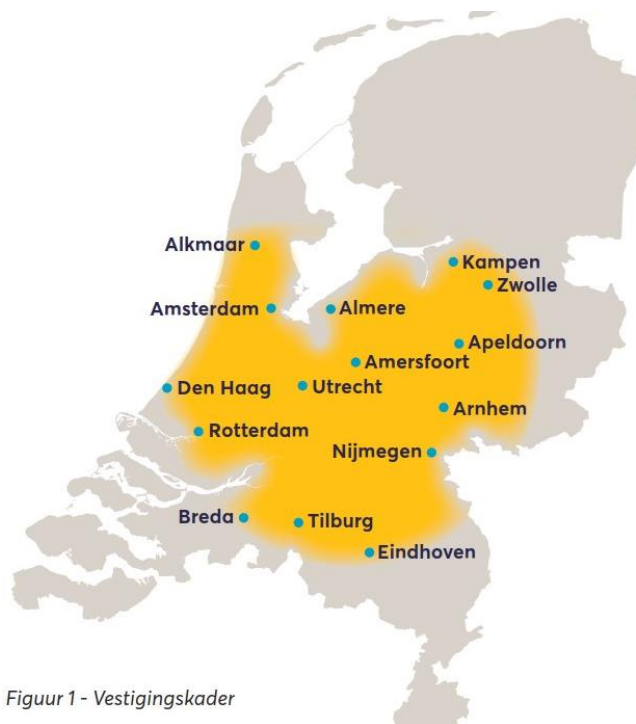 Alkmaar
Kampen
Zwolle
Amsterdam
Almere
Apeldoorn
Amersfoort
Den Haag
Utrecht
Arnhem
Rotterdam
Nijmegen
Breda
Tilburg
Eindhoven
Figuur 1 - Vestigingskader